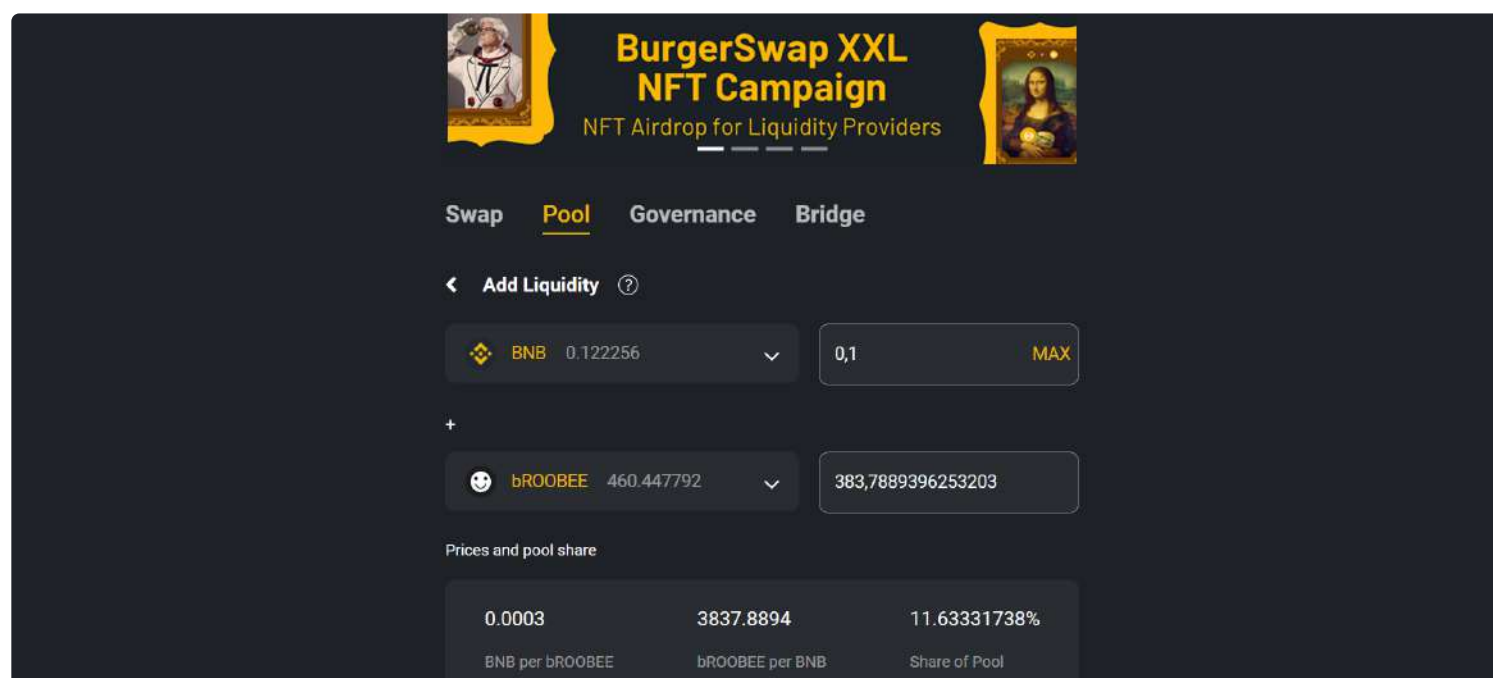 BurgerSwap XXL
NFT Campaign
NFT Airdrop for Liquidity Providers
Swap Pool Governance Bridge
Add Liquidity ?
BNB 0.122256 0,1 MAX
+
bROOBEE 460.447792 383,7889396253203
Prices and pool share
0.0003 3837.8894 11.63331738%
BNB per bROOBEE bROOBEE per BNB Share of Pool